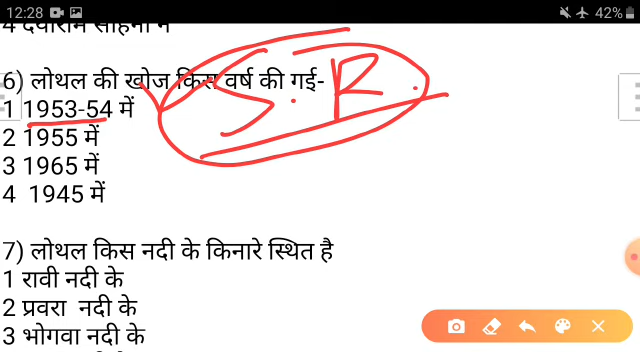 12:28 42%
4 दयाराम साहनी ने
6) लोथल की खोज किस वर्ष की गई-
S. R.
1 1953-54 में
2 1955 में
3 1965 में
4 1945 में
7) लोथल किस नदी के किनारे स्थित है
1 रावी नदी के
2 प्रवरा नदी के
3 भोगवा नदी के